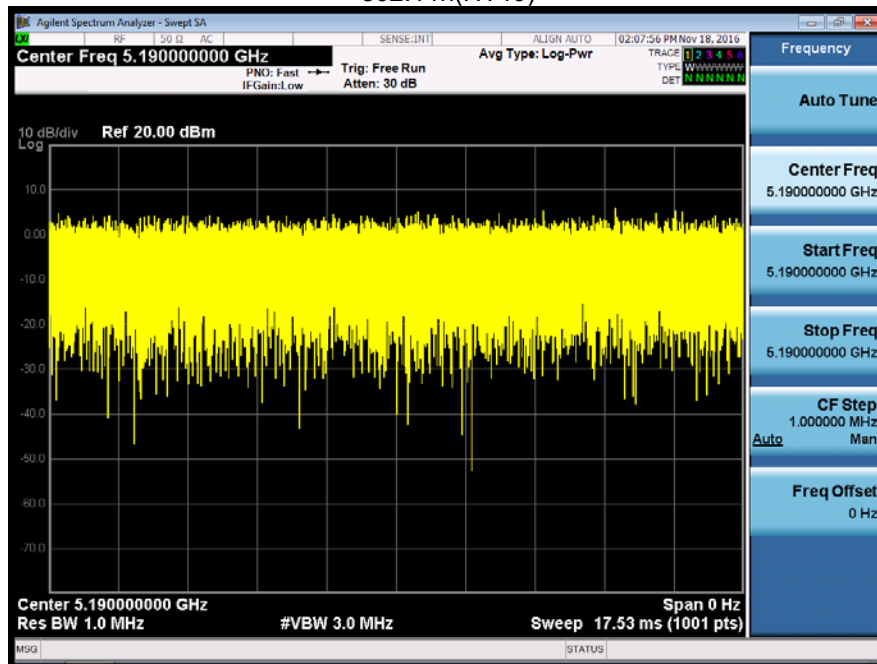 Agilent Spectrum Analyzer - Swept SA
RF 50 Ω AC SENSE:INT ALIGN AUTO 02:07:56 PM Nov 18, 2016
Center Freq 5.190000000 GHz
PNO: Fast
IFGain:Low
Trig: Free Run
Atten: 30 dB
Avg Type: Log-Pwr
TRACE 1 2 3 4 5 6
TYPE WWWWWW
DET N N N N N N
Frequency
Auto Tune
10 dB/div Ref 20.00 dBm
Log
10.0
0.00
-10.0
-20.0
-30.0
-40.0
-50.0
-60.0
-70.0
Center 5.190000000 GHz Span 0 Hz
Res BW 1.0 MHz #VBW 3.0 MHz Sweep 17.53 ms (1001 pts)
MSG STATUS
Center Freq
5.190000000 GHz
Start Freq
5.190000000 GHz
Stop Freq
5.190000000 GHz
CF Step
1.000000 MHz
Auto Man
Freq Offset
0 Hz